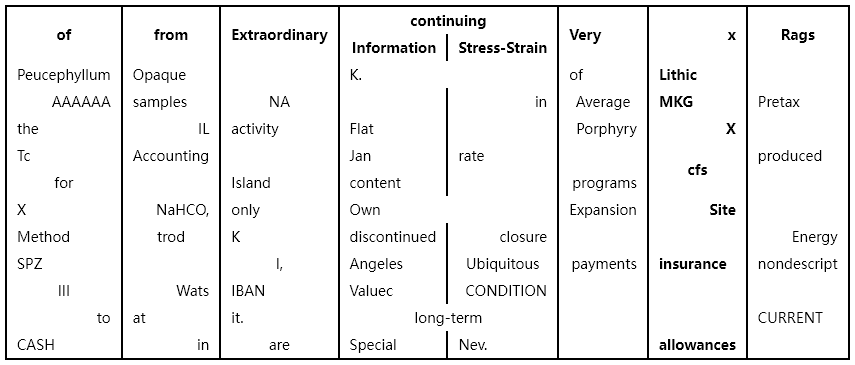 continuing
of from Extraordinary Very x Rags
Information Stress-Strain
Peucephyllum Opaque K. of Lithic
AAAAAA samples NA in Average MKG Pretax
the IL activity Flat Porphyry X
Tc Accounting Jan rate cfs produced
for Island content programs
X NaHCO, only Own Expansion Site
Method trod K discontinued closure Energy
SPZ I, Angeles Ubiquitous payments insurance nondescript
III Wats IBAN Valuec CONDITION
to at it. long-term CURRENT
CASH in are Special Nev. allowances